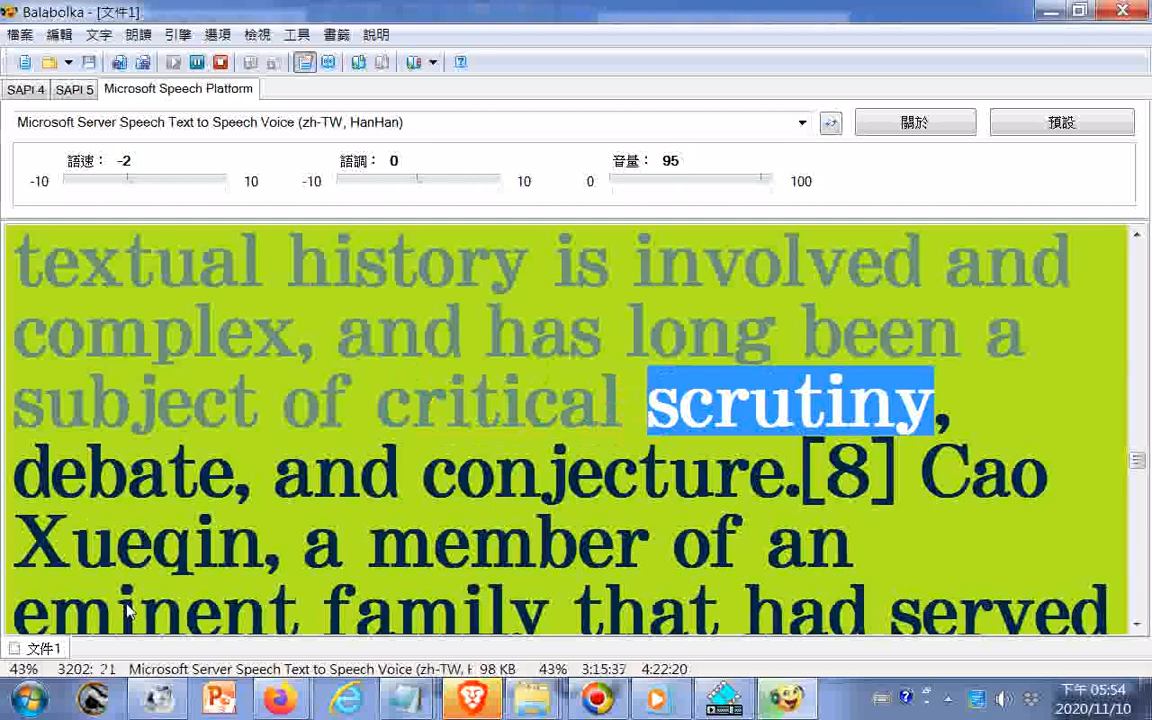 Balabolka - [文件1]
檔案 編輯 文字 朗讀 引擎 選項 檢視 工具 書籤 說明
SAPI 4 SAPI 5 Microsoft Speech Platform
Microsoft Server Speech Text to Speech Voice (zh-TW, HanHan) 關於 預設
語速： -2 語調： 0 音量： 95
-10 10 -10 10 0 100
textual history is involved and
complex, and has long been a
subject of critical scrutiny,
debate, and conjecture.[8] Cao
Xueqin, a member of an
eminent family that had served
文件1
43% 3202: 21 Microsoft Server Speech Text to Speech Voice (zh-TW, 98 KB 43% 3:15:37 4:22:20
下午 05:54
2020/11/10